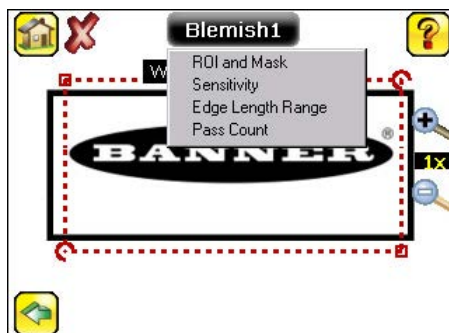 Blemish1
?
W
ROI and Mask
Sensitivity
Edge Length Range
Pass Count
BANNER
®
1x